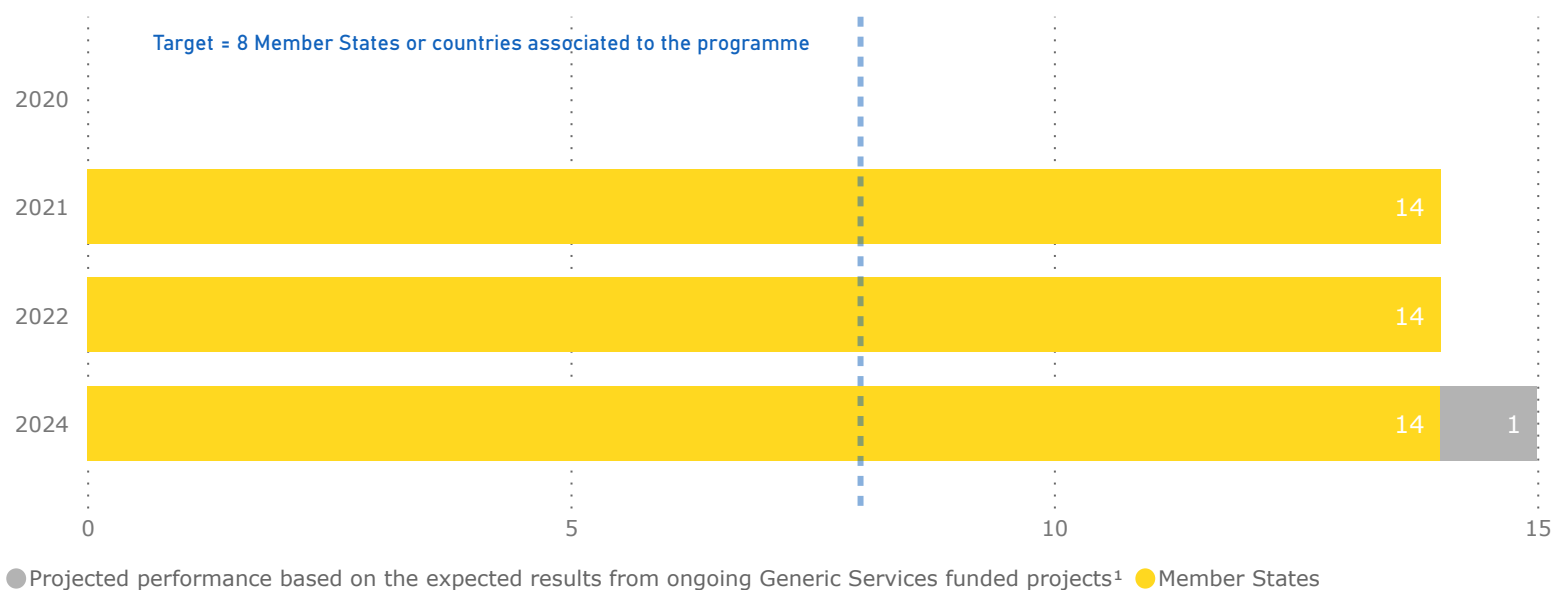 Target = 8 Member States or countries associated to the programme
2020
2021 14
2022 14
2024 14 1
0 5 10 15
Projected performance based on the expected results from ongoing Generic Services funded projects¹ Member States